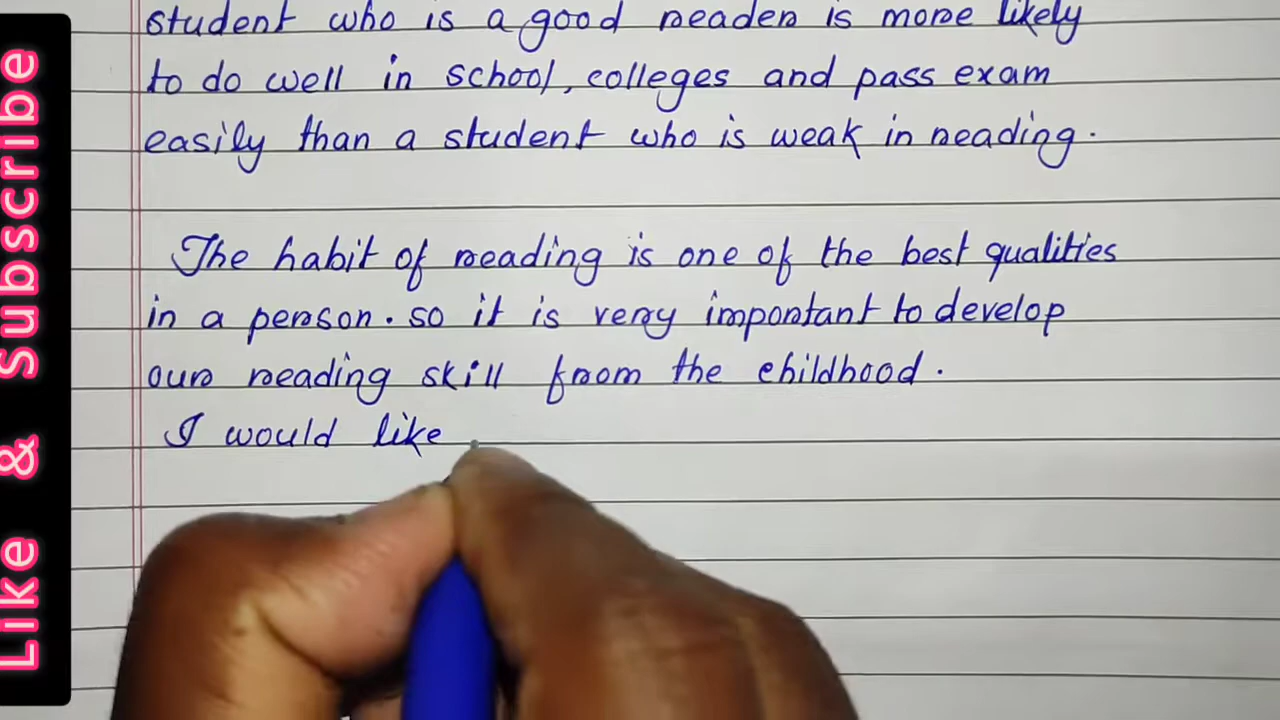 student who is a good reader is more likely
to do well in school, colleges and pass exam
easily than a student who is weak in reading.
The habit of reading is one of the best qualities
in a person. so it is very important to develop
our reading skill from the childhood.
I would like
Like & Subscribe